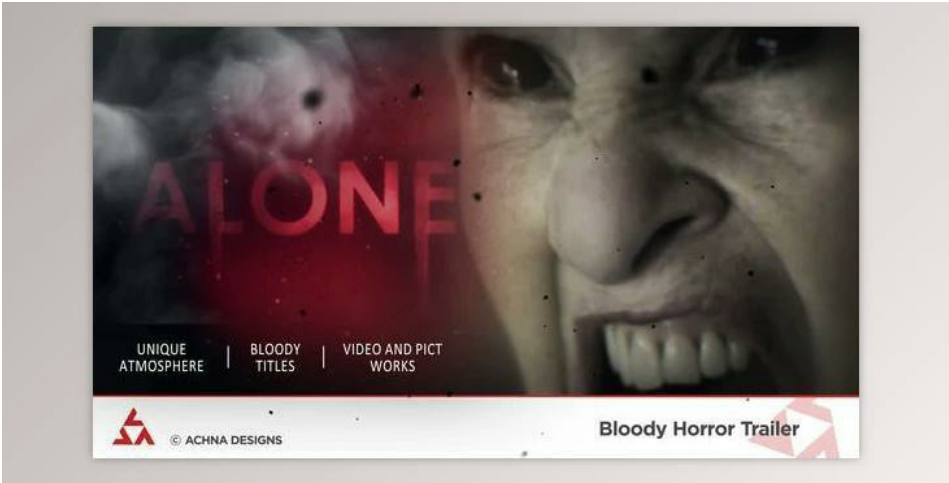 ALONE
UNIQUE
ATMOSPHERE
BLOODY
TITLES
VIDEO AND PICT
WORKS
© ACHNA DESIGNS
Bloody Horror Trailer